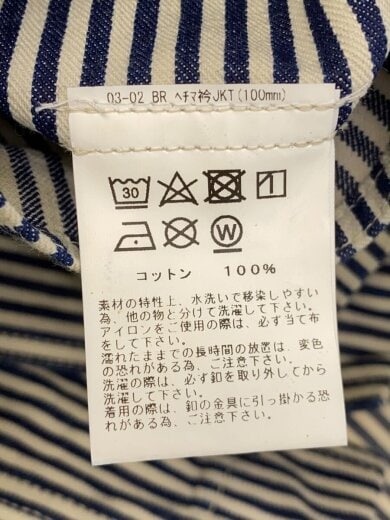 03-02 BR ﾍﾁﾏ衿JKT(100mm)
30
1
W
コットン 100%
素材の特性上、水洗いで移染しやすい
為、他の物と分けて洗濯して下さい。
アイロンをご使用の際は、必ず当て布
をして下さい。
濡れたままでの長時間の放置は、変色
の恐れがある為、ご注意下さい。
洗濯の際は、必ず釦を取り外してから
洗濯して下さい。
着用の際は、釦の金具に引っ掛かる恐
れがある為、ご注意下さい。